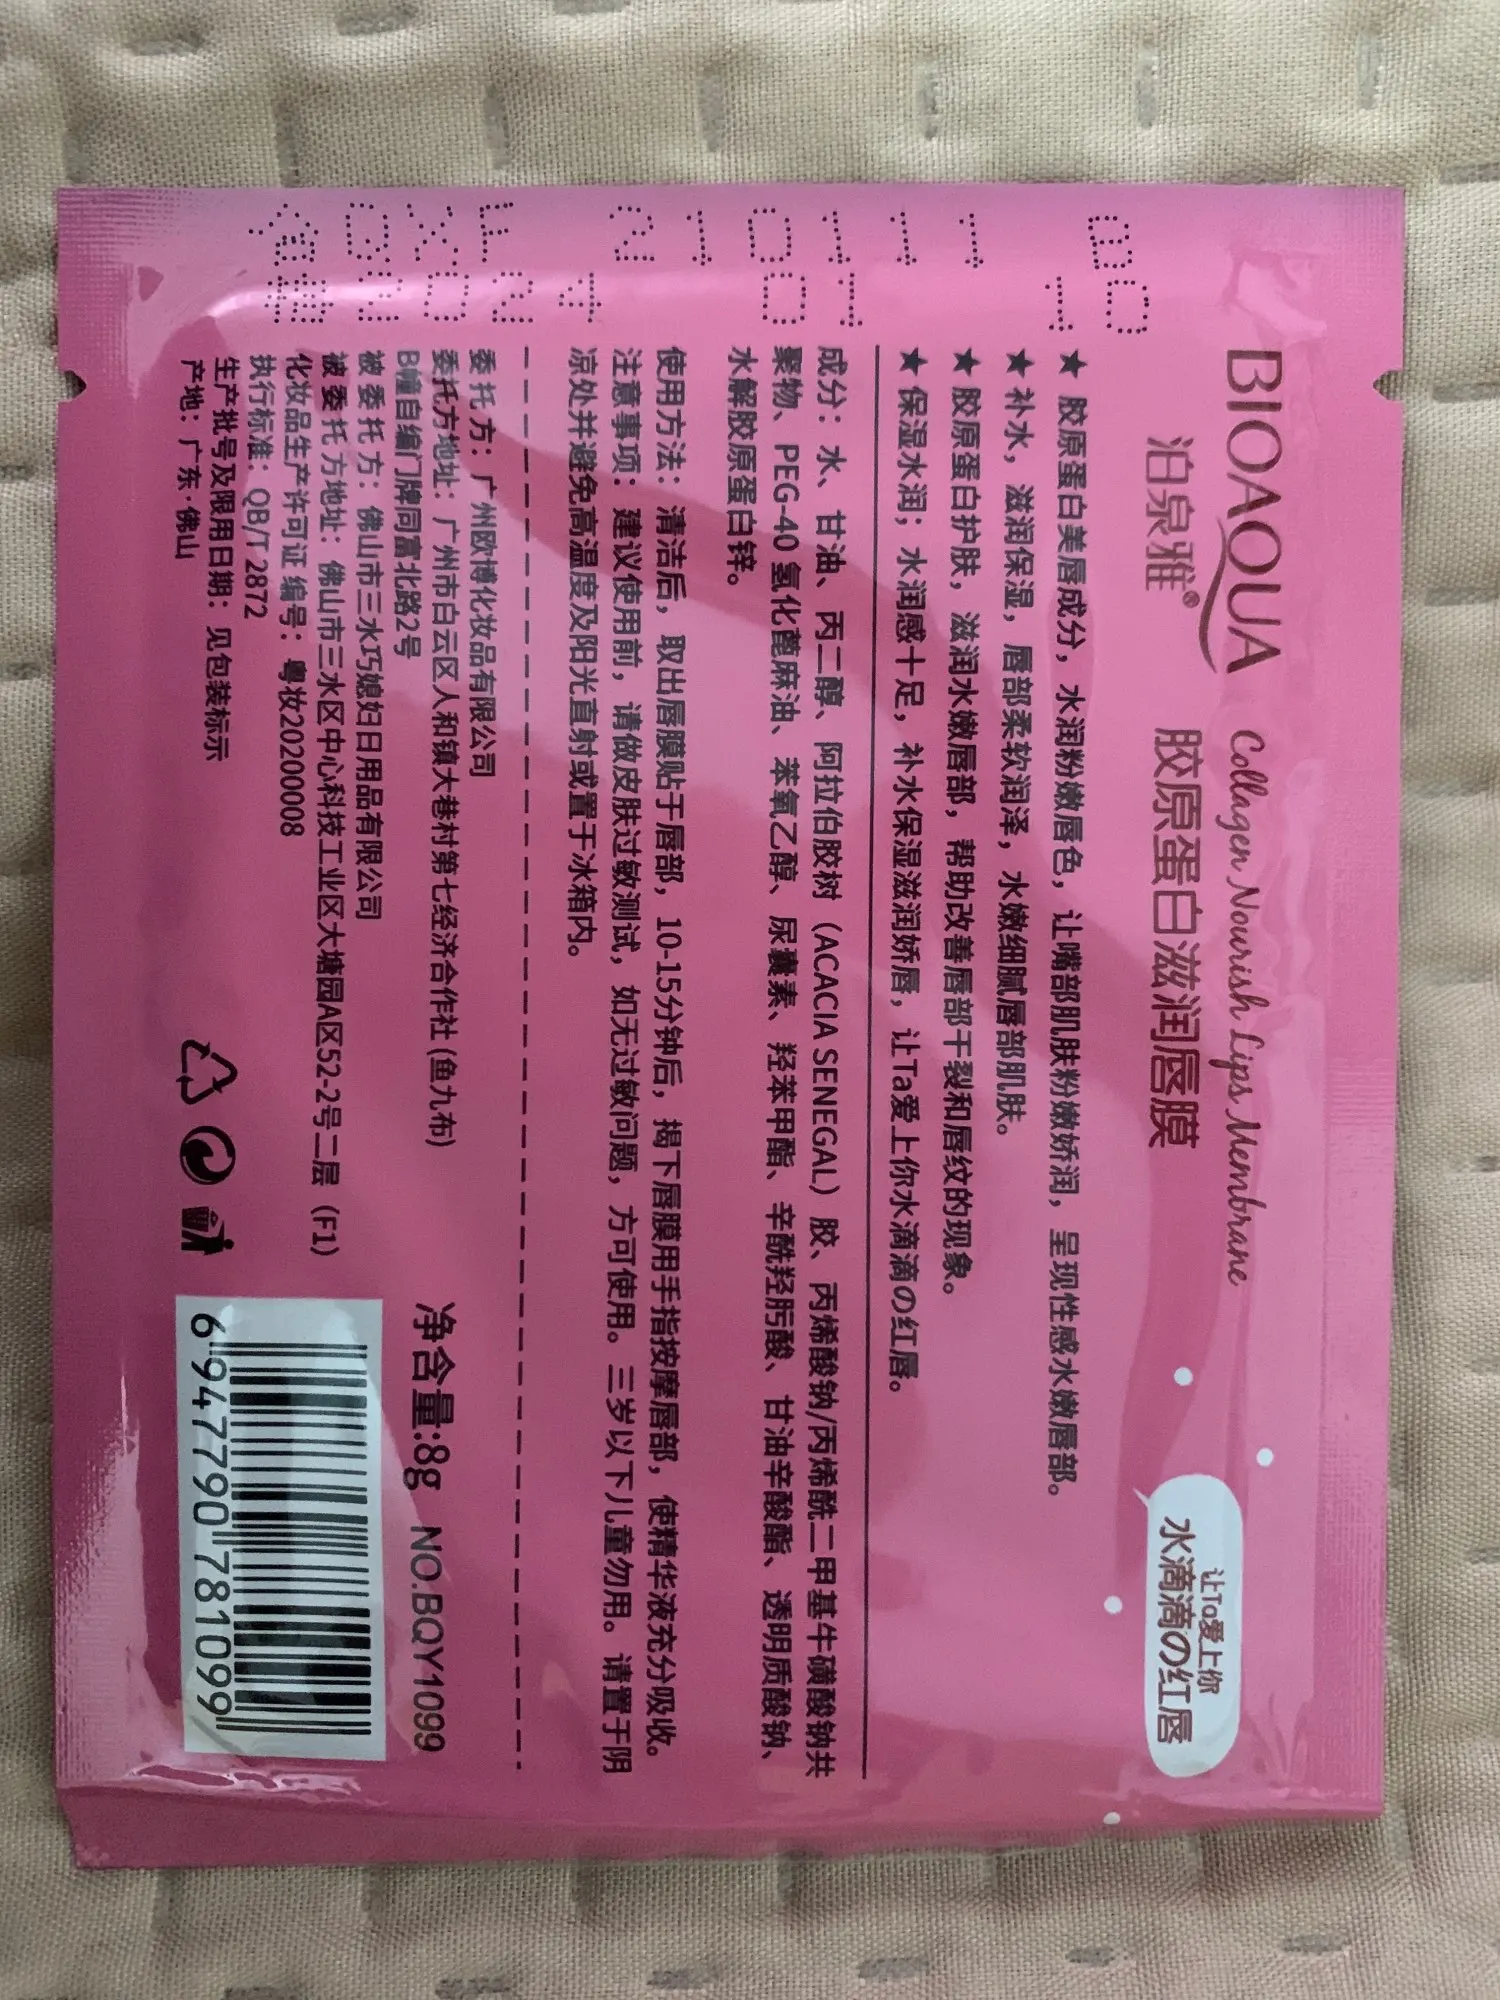 BIOAQUA Collagen Nourish Lips Membrane
泊泉雅® 胶原蛋白滋润唇膜
让Ta爱上你
水滴滴の红唇
★ 胶原蛋白美唇成分，水润粉嫩唇色，让嘴部肌肤粉嫩娇润，呈现性感水嫩唇部。
★ 补水，滋润保湿，唇部柔软润泽，水嫩细腻唇部肌肤。
★ 胶原蛋白护肤，滋润水嫩唇部，帮助改善唇部干裂和唇纹的现象。
★ 保湿水润；水润感十足，补水保湿滋润娇唇，让Ta爱上你水滴滴の红唇。
成分：水、甘油、丙二醇、阿拉伯胶树（ACACIA SENEGAL）胶、丙烯酸钠/丙烯酰二甲基牛磺酸钠共
聚物、PEG-40 氢化蓖麻油、苯氧乙醇、尿囊素、羟苯甲酯、辛酰羟肟酸、甘油辛酸酯、透明质酸钠、
水解胶原蛋白锌。
使用方法：清洁后，取出唇膜贴于唇部，10-15分钟后，揭下唇膜用手指按摩唇部，使精华液充分吸收。
注意事项：建议使用前，请做皮肤过敏测试，如无过敏问题，方可使用。三岁以下儿童勿用。请置于阴
凉处并避免高温度及阳光直射或置于冰箱内。
委托方：广州欧博化妆品有限公司
委托方地址：广州市白云区人和镇大巷村第七经济合作社 (鱼九布)
B幢自编门牌同富北路2号
被委托方：佛山市三水巧媳妇日用品有限公司
被委托方地址：佛山市三水区中心科技工业区大塘园A区52-2号二层（F1）
化妆品生产许可证编号：粤妆20200008
执行标准：QB/T 2872
生产批号及限用日期：见包装标示
产地：广东·佛山
净含量:8g NO.BQY1099
6 947790 781099